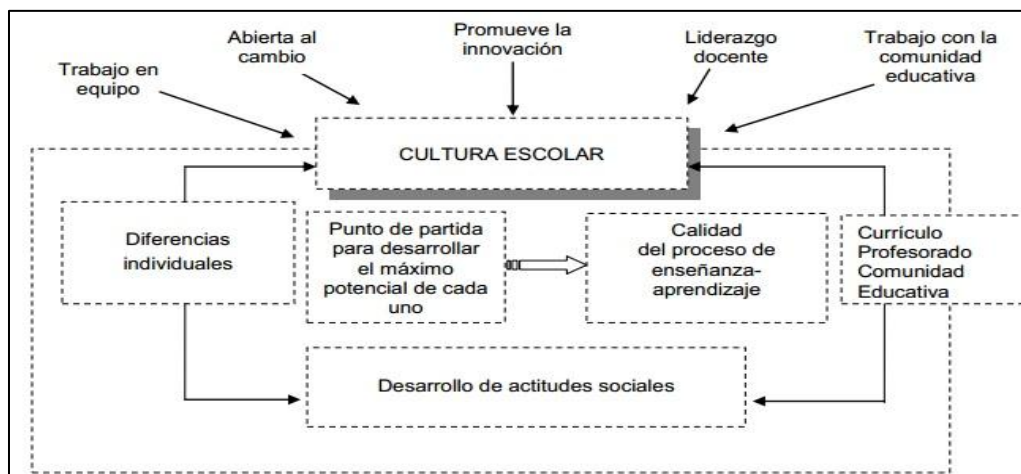 Trabajo en
equipo
Abierta al
cambio
Promueve la
innovación
Liderazgo
docente
Trabajo con la
comunidad
educativa
CULTURA ESCOLAR
Diferencias
individuales
Punto de partida
para desarrollar
el máximo
potencial de cada
uno
Calidad
del proceso de
enseñanza-
aprendizaje
Currículo
Profesorado
Comunidad
Educativa
Desarrollo de actitudes sociales